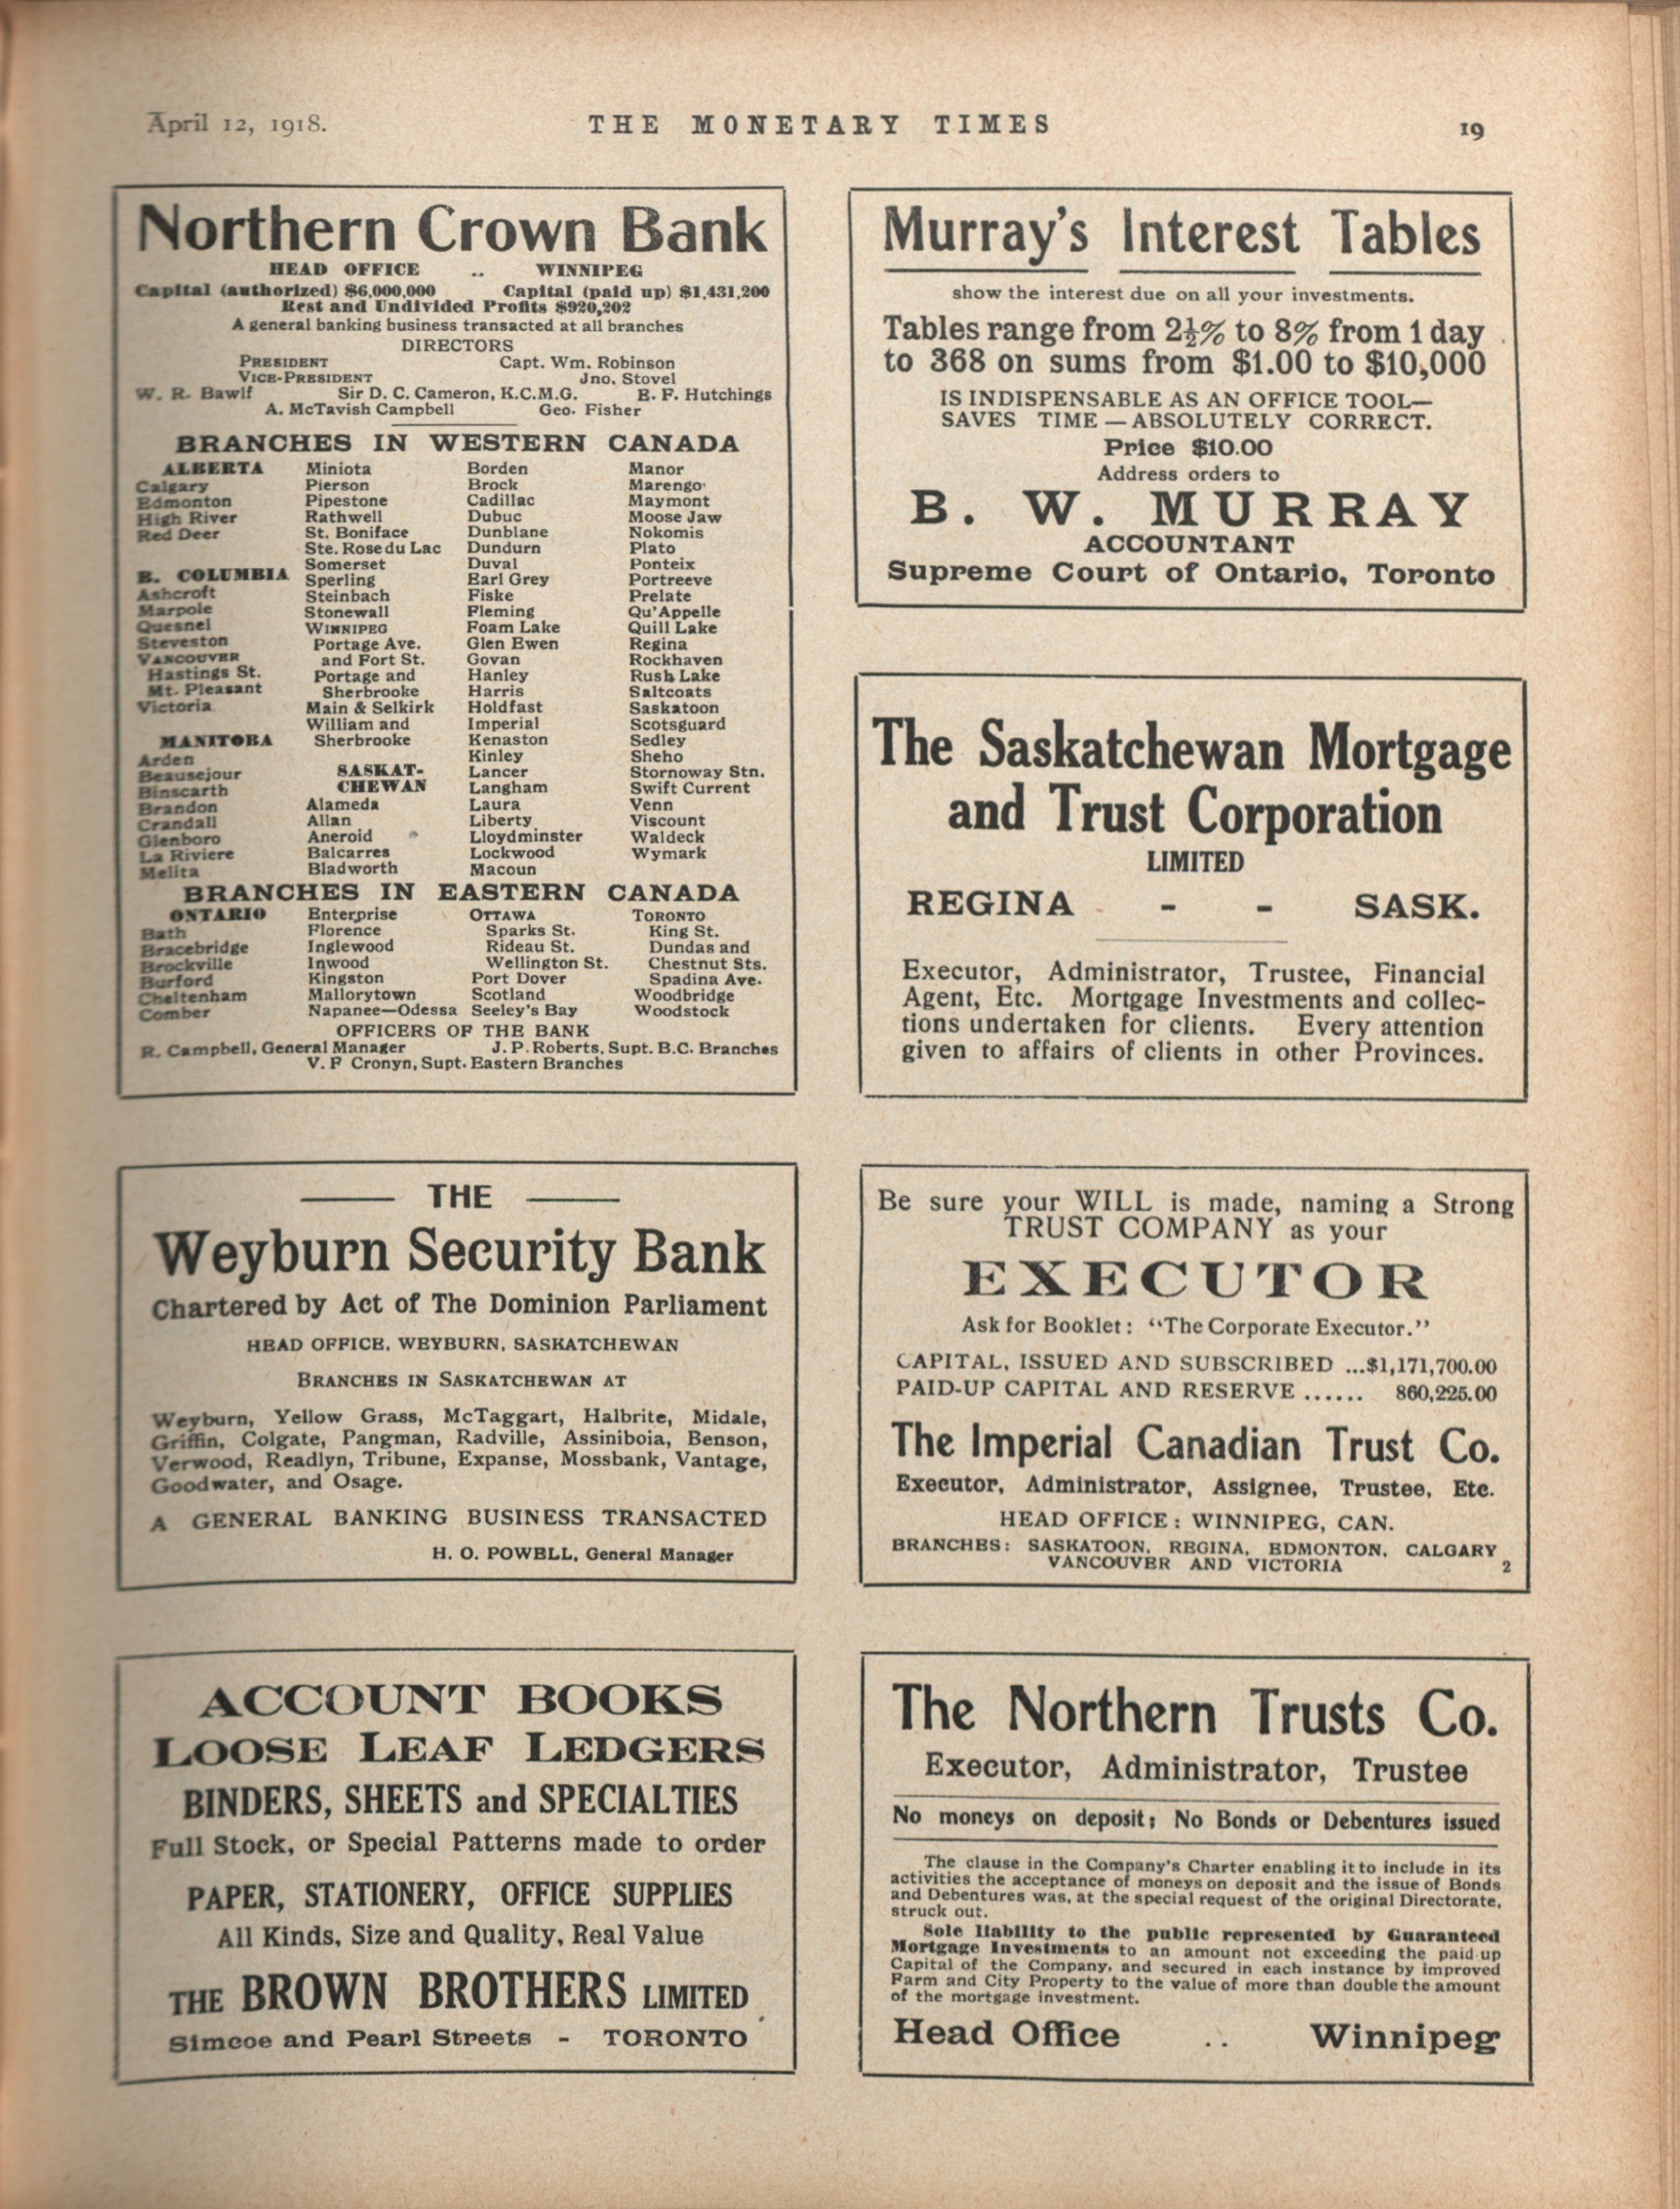 April 12, 1918.
THE MONETARY TIMES
19
Northern Crown Bank
HEAD OFFICE .. WINNIPEG
Capital (authorized) $6,000,000 Capital (paid up) $1,431,200
Rest and Undivided Profits $920,202
A general banking business transacted at all branches
DIRECTORS
PRESIDENT Capt. Wm. Robinson
VICE-PRESIDENT Jno. Stovel
W. R. Bawlf Sir D. C. Cameron, K.C.M.G. E. F. Hutchings
A. McTavish Campbell Geo. Fisher
BRANCHES IN WESTERN CANADA
ALBERTA
Calgary
Edmonton
High River
Red Deer
B. COLUMBIA
Ashcroft
Marpole
Quesnel
Steveston
VANCOUVER
Hastings St.
Mt. Pleasant
Victoria
MANITOBA
Arden
Beausejour
Binscarth
Brandon
Crandall
Glenboro
La Riviere
Melita
Miniota
Pierson
Pipestone
Rathwell
St. Boniface
Ste. Rose du Lac
Somerset
Sperling
Steinbach
Stonewall
WINNIPEG
Portage Ave.
and Fort St.
Portage and
Sherbrooke
Main & Selkirk
William and
Sherbrooke
SASKAT-
CHEWAN
Alameda
Allan
Aneroid
Balcarres
Bladworth
Borden
Brock
Cadillac
Dubuc
Dunblane
Dundurn
Duval
Earl Grey
Fiske
Fleming
Foam Lake
Glen Ewen
Govan
Hanley
Harris
Holdfast
Imperial
Kenaston
Kinley
Lancer
Langham
Laura
Liberty
Lloydminster
Lockwood
Macoun
Manor
Marengo
Maymont
Moose Jaw
Nokomis
Plato
Ponteix
Portreeve
Prelate
Qu'Appelle
Quill Lake
Regina
Rockhaven
Rush Lake
Saltcoats
Saskatoon
Scotsguard
Sedley
Sheho
Stornoway Stn.
Swift Current
Venn
Viscount
Waldeck
Wymark
BRANCHES IN EASTERN CANADA
ONTARIO
Bath
Bracebridge
Brockville
Burford
Cheltenham
Comber
Enterprise
Florence
Inglewood
Inwood
Kingston
Mallorytown
Napanee—Odessa
OTTAWA
Sparks St.
Rideau St.
Wellington St.
Port Dover
Scotland
Seeley's Bay
TORONTO
King St.
Dundas and
Chestnut Sts.
Spadina Ave.
Woodbridge
Woodstock
OFFICERS OF THE BANK
R. Campbell, General Manager J. P. Roberts, Supt. B.C. Branches
V. F Cronyn, Supt. Eastern Branches
Murray's Interest Tables
show the interest due on all your investments.
Tables range from 2½% to 8% from 1 day
to 368 on sums from $1.00 to $10,000
IS INDISPENSABLE AS AN OFFICE TOOL—
SAVES TIME — ABSOLUTELY CORRECT.
Price $10.00
Address orders to
B. W. MURRAY
ACCOUNTANT
Supreme Court of Ontario, Toronto
The Saskatchewan Mortgage
and Trust Corporation
LIMITED
REGINA - - SASK.
Executor, Administrator, Trustee, Financial
Agent, Etc. Mortgage Investments and collec-
tions undertaken for clients. Every attention
given to affairs of clients in other Provinces.
THE
Weyburn Security Bank
Chartered by Act of The Dominion Parliament
HEAD OFFICE, WEYBURN, SASKATCHEWAN
BRANCHES IN SASKATCHEWAN AT
Weyburn, Yellow Grass, McTaggart, Halbrite, Midale,
Griffin, Colgate, Pangman, Radville, Assiniboia, Benson,
Verwood, Readlyn, Tribune, Expanse, Mossbank, Vantage,
Goodwater, and Osage.
A GENERAL BANKING BUSINESS TRANSACTED
H. O. POWELL, General Manager
Be sure your WILL is made, naming a Strong
TRUST COMPANY as your
EXECUTOR
Ask for Booklet: "The Corporate Executor."
CAPITAL, ISSUED AND SUBSCRIBED ...$1,171,700.00
PAID-UP CAPITAL AND RESERVE ...... 860,225.00
The Imperial Canadian Trust Co.
Executor, Administrator, Assignee, Trustee, Etc.
HEAD OFFICE: WINNIPEG, CAN.
BRANCHES: SASKATOON, REGINA, EDMONTON, CALGARY
VANCOUVER AND VICTORIA 2
ACCOUNT BOOKS
LOOSE LEAF LEDGERS
BINDERS, SHEETS and SPECIALTIES
Full Stock, or Special Patterns made to order
PAPER, STATIONERY, OFFICE SUPPLIES
All Kinds, Size and Quality, Real Value
THE BROWN BROTHERS LIMITED
Simcoe and Pearl Streets - TORONTO
The Northern Trusts Co.
Executor, Administrator, Trustee
No moneys on deposit; No Bonds or Debentures issued
The clause in the Company's Charter enabling it to include in its
activities the acceptance of moneys on deposit and the issue of Bonds
and Debentures was, at the special request of the original Directorate,
struck out.
Sole liability to the public represented by Guaranteed
Mortgage Investments to an amount not exceeding the paid-up
Capital of the Company, and secured in each instance by improved
Farm and City Property to the value of more than double the amount
of the mortgage investment.
Head Office .. Winnipeg